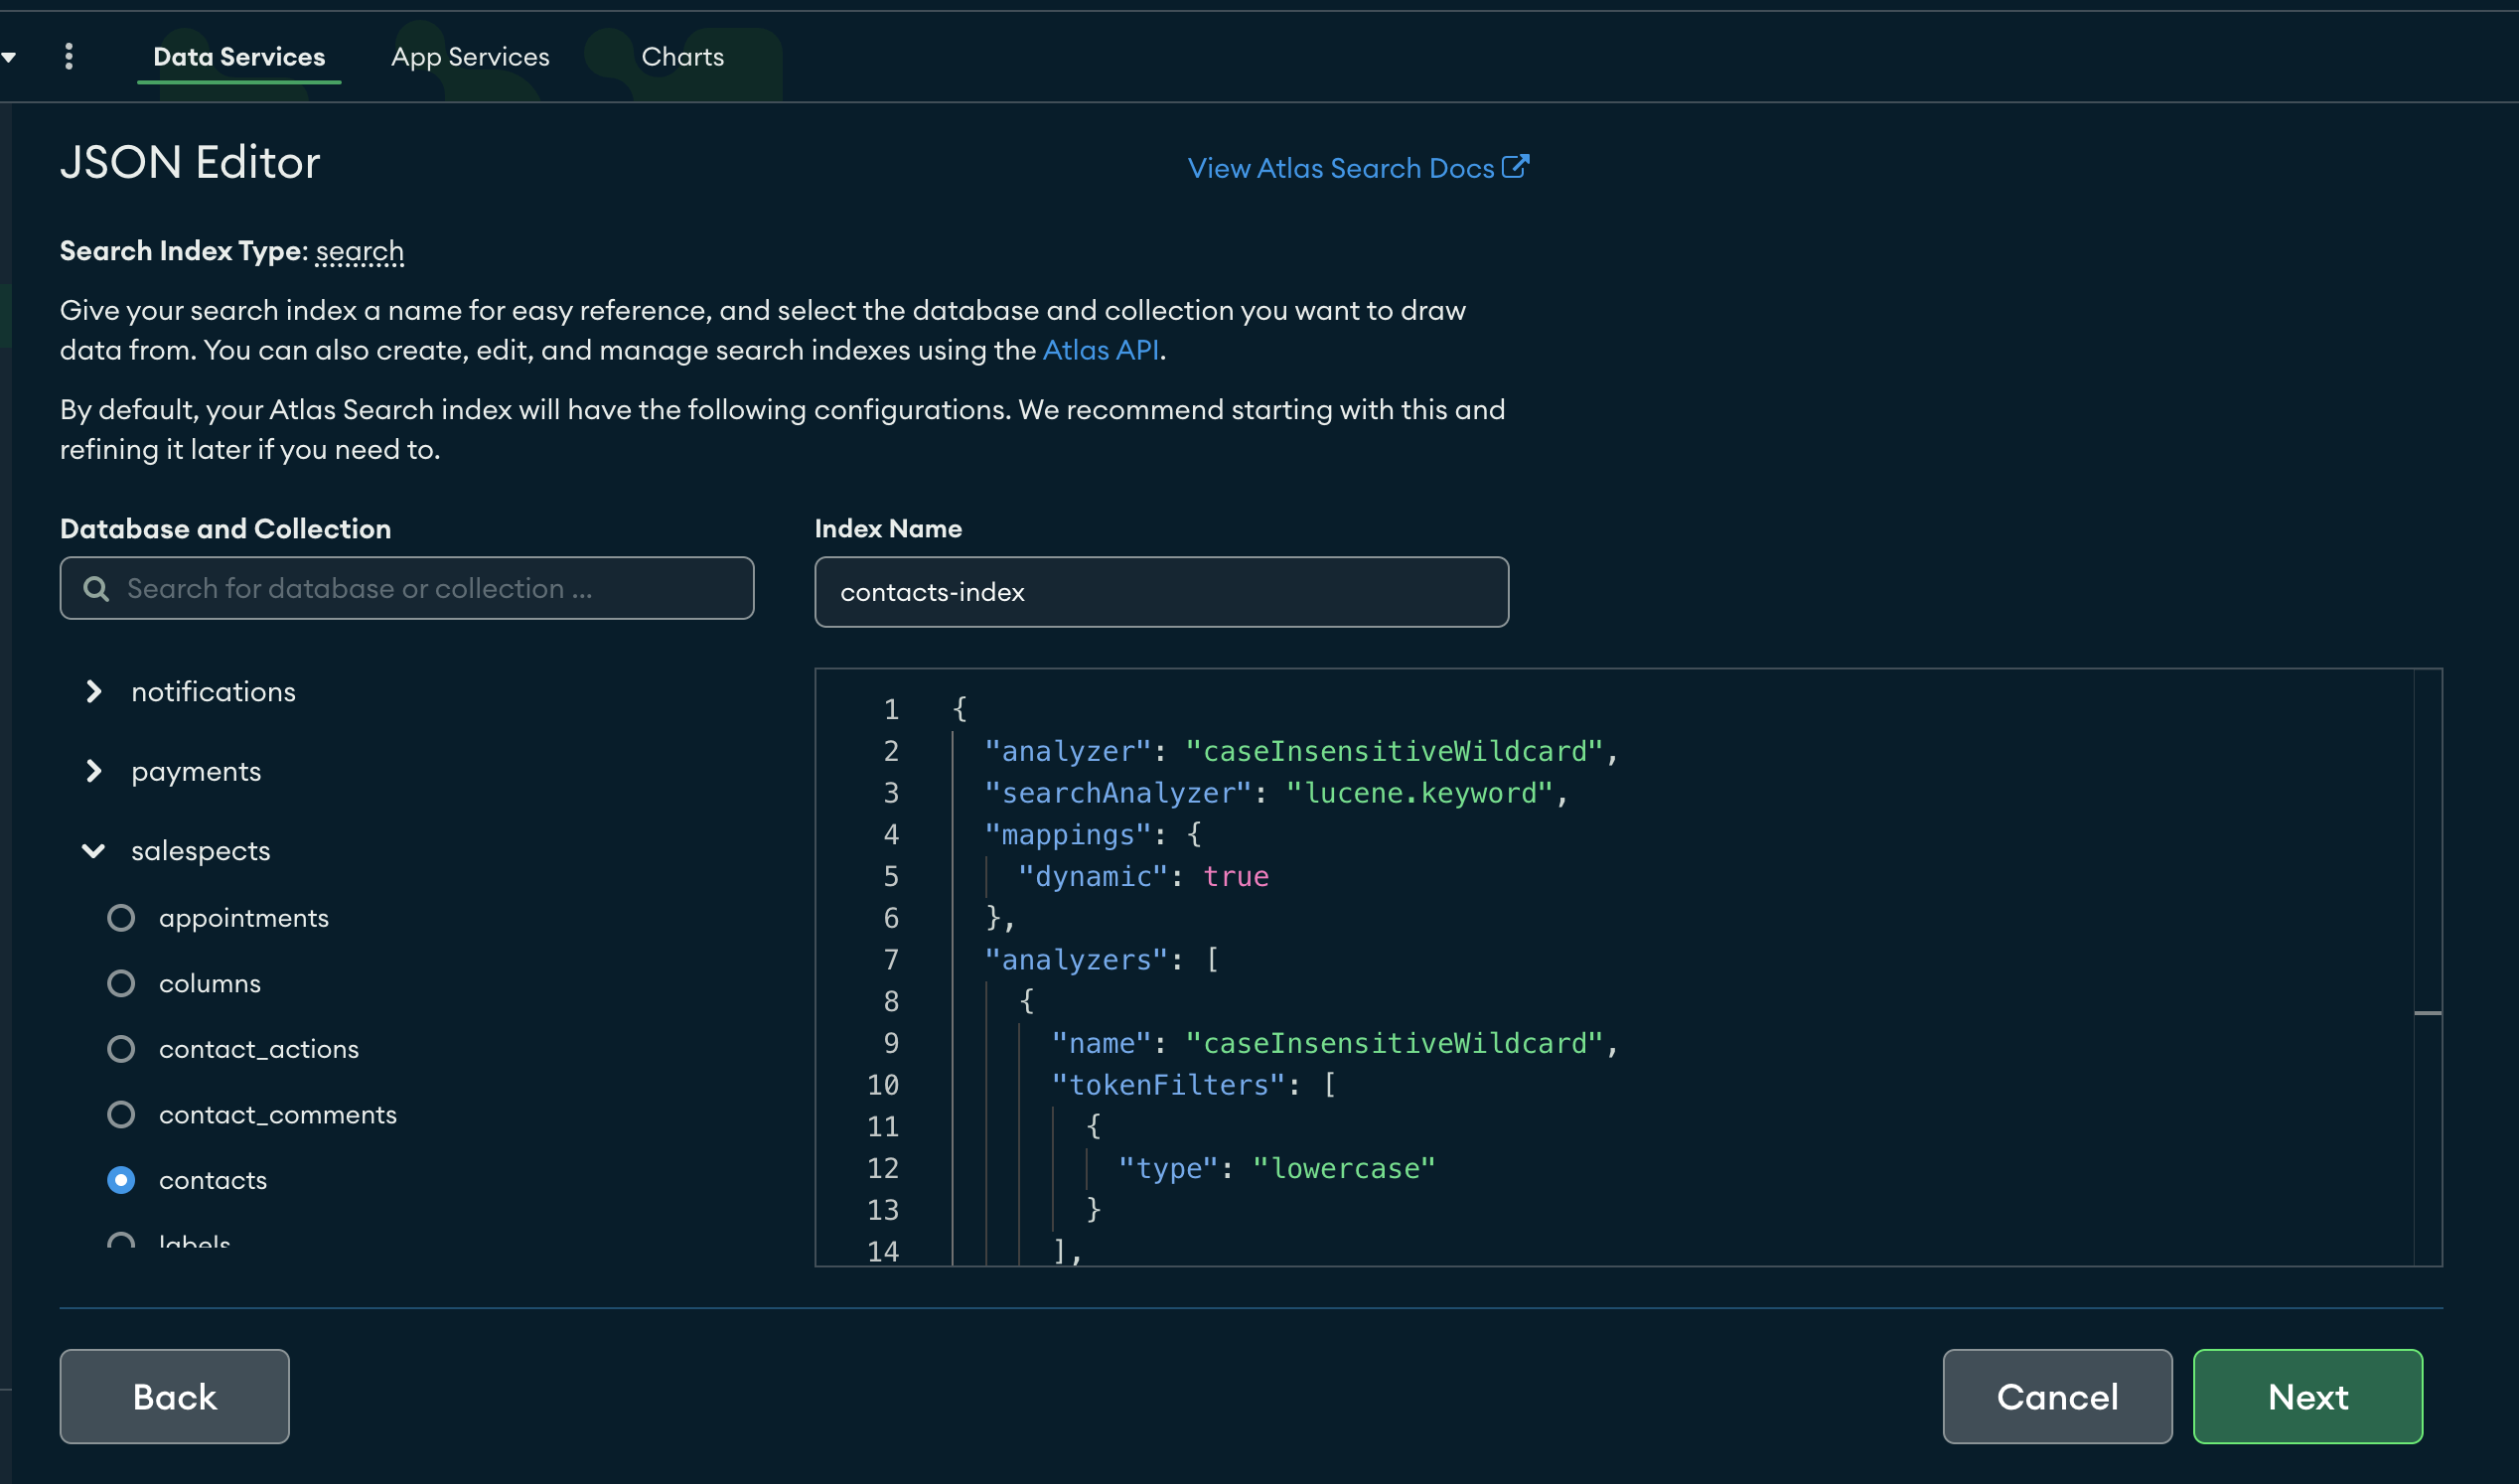 Data Services
App Services
Charts
JSON Editor
View Atlas Search Docs
Search Index Type: search
Give your search index a name for easy reference, and select the database and collection you want to draw
data from. You can also create, edit, and manage search indexes using the Atlas API.
By default, your Atlas Search index will have the following configurations. We recommend starting with this and
refining it later if you need to.
Database and Collection
Search for database or collection ...
notifications
payments
salespects
appointments
columns
contact_actions
contact_comments
contacts
labels
Index Name
contacts-index
1 {
2 "analyzer": "caseInsensitiveWildcard",
3 "searchAnalyzer": "lucene.keyword",
4 "mappings": {
5 "dynamic": true
6 },
7 "analyzers": [
8 {
9 "name": "caseInsensitiveWildcard",
10 "tokenFilters": [
11 {
12 "type": "lowercase"
13 }
14 ],
Back
Cancel
Next